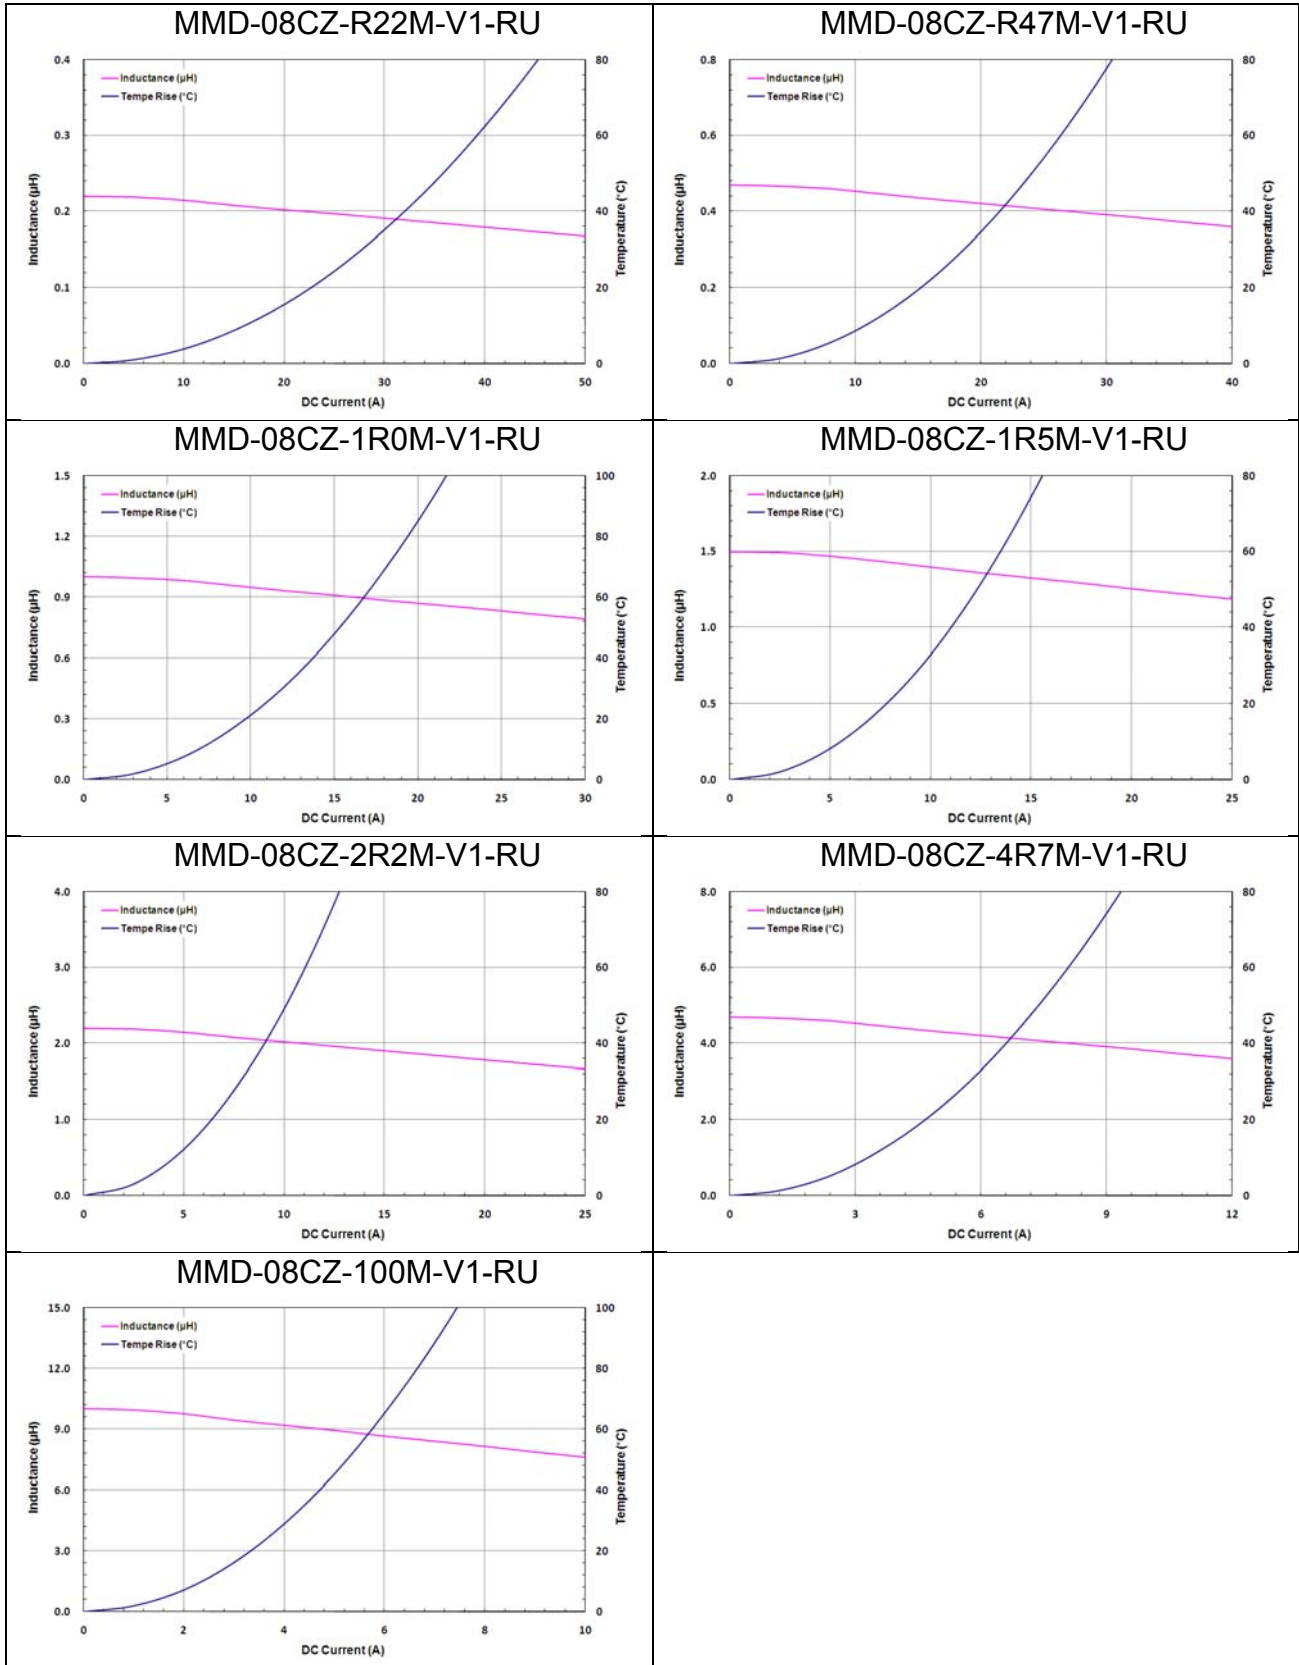 MMD-08CZ-R22M-V1-RU
0.4
0.3
0.2
0.1
0.0
Inductance (µH)
Inductance (µH)
Tempe Rise (°C)
80
60
40
20
0
Temperature (°C)
0 10 20 30 40 50
DC Current (A)
MMD-08CZ-R47M-V1-RU
0.8
0.6
0.4
0.2
0.0
Inductance (µH)
Inductance (µH)
Tempe Rise (°C)
80
60
40
20
0
Temperature (°C)
0 10 20 30 40
DC Current (A)
MMD-08CZ-1R0M-V1-RU
1.5
1.2
0.9
0.6
0.3
0.0
Inductance (µH)
Inductance (µH)
Tempe Rise (°C)
100
80
60
40
20
0
Temperature (°C)
0 5 10 15 20 25 30
DC Current (A)
MMD-08CZ-1R5M-V1-RU
2.0
1.5
1.0
0.5
0.0
Inductance (µH)
Inductance (µH)
Tempe Rise (°C)
80
60
40
20
0
Temperature (°C)
0 5 10 15 20 25
DC Current (A)
MMD-08CZ-2R2M-V1-RU
4.0
3.0
2.0
1.0
0.0
Inductance (µH)
Inductance (µH)
Tempe Rise (°C)
80
60
40
20
0
Temperature (°C)
0 5 10 15 20 25
DC Current (A)
MMD-08CZ-4R7M-V1-RU
8.0
6.0
4.0
2.0
0.0
Inductance (µH)
Inductance (µH)
Tempe Rise (°C)
80
60
40
20
0
Temperature (°C)
0 3 6 9 12
DC Current (A)
MMD-08CZ-100M-V1-RU
15.0
12.0
9.0
6.0
3.0
0.0
Inductance (µH)
Inductance (µH)
Tempe Rise (°C)
100
80
60
40
20
0
Temperature (°C)
0 2 4 6 8 10
DC Current (A)